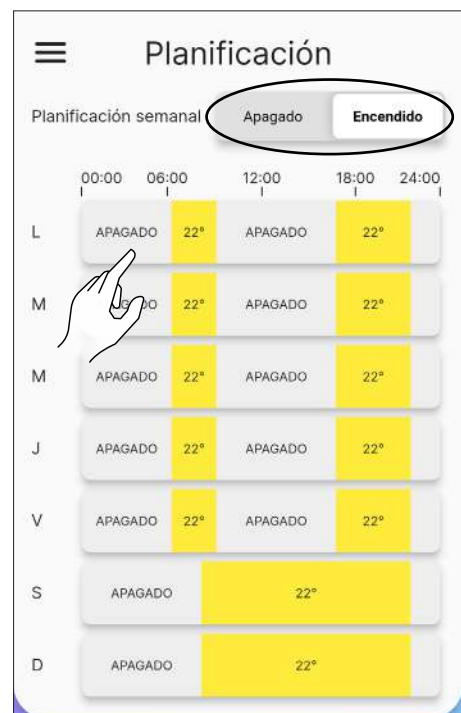 Planificación
Planificación semanal Apagado Encendido
00:00 06:00 12:00 18:00 24:00
L APAGADO 22° APAGADO 22°
M 22° APAGADO 22°
M APAGADO 22° APAGADO 22°
J APAGADO 22° APAGADO 22°
V APAGADO 22° APAGADO 22°
S APAGADO 22°
D APAGADO 22°